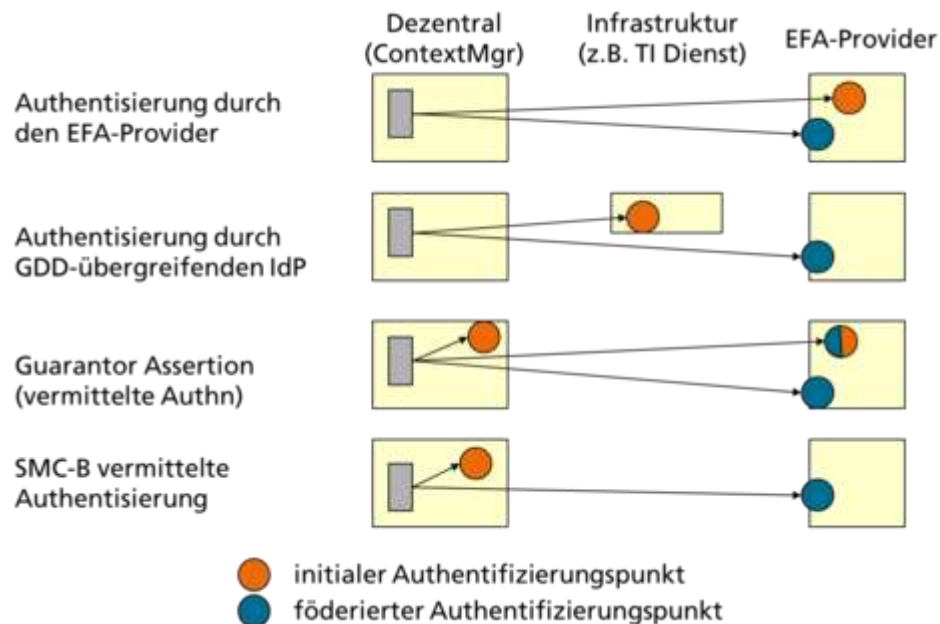 Dezentral
(ContextMgr)
Infrastruktur
(z.B. TI Dienst)
EFA-Provider
Authentisierung durch
den EFA-Provider
Authentisierung durch
GDD-übergreifenden IdP
Guarantor Assertion
(vermittelte Authn)
SMC-B vermittelte
Authentisierung
initialer Authentifizierungspunkt
föderierter Authentifizierungspunkt